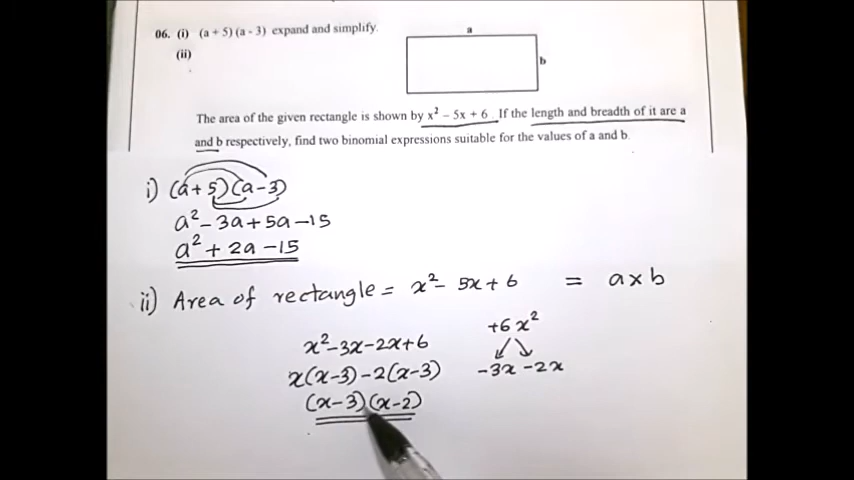 06. (i) (a + 5) (a - 3) expand and simplify.
(ii)
a
b
The area of the given rectangle is shown by x² – 5x + 6 . If the length and breadth of it are a
and b respectively, find two binomial expressions suitable for the values of a and b
i) (a+5)(a-3)
a² - 3a + 5a - 15
a² + 2a - 15
ii) Area of rectangle = x² - 5x + 6 = a x b
+6x²
x² - 3x - 2x + 6
-3x -2x
x(x-3) - 2(x-3)
(x-3)(x-2)